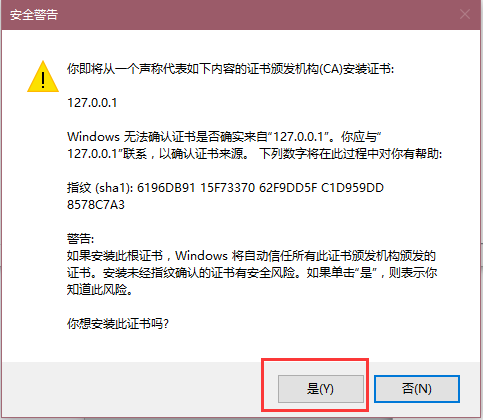 安全警告
你即将从一个声称代表如下内容的证书颁发机构(CA)安装证书:
127.0.0.1
Windows 无法确认证书是否确实来自“127.0.0.1”。你应与“
127.0.0.1”联系，以确认证书来源。 下列数字将在此过程中对你有帮助:
指纹 (sha1): 6196DB91 15F73370 62F9DD5F C1D959DD
8578C7A3
警告:
如果安装此根证书，Windows 将自动信任所有此证书颁发机构颁发的
证书。安装未经指纹确认的证书有安全风险。如果单击“是”，则表示你
知道此风险。
你想安装此证书吗?
是(Y)
否(N)